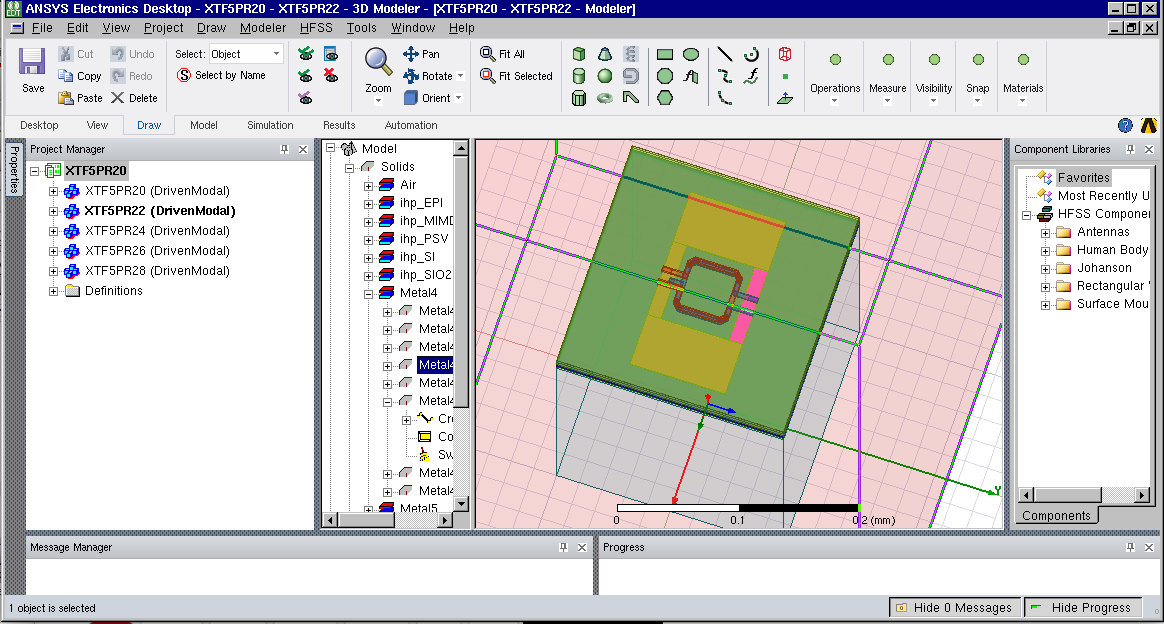 ANSYS Electronics Desktop - XTF5PR20 - XTF5PR22 - 3D Modeler - [XTF5PR20 - XTF5PR22 - Modeler]
File Edit View Project Draw Modeler HFSS Tools Window Help
Save
Cut
Copy
Paste
Undo
Redo
Delete
Select: Object
Select by Name
Zoom
Pan
Rotate
Orient
Fit All
Fit Selected
Operations
Measure
Visibility
Snap
Materials
Desktop View Draw Model Simulation Results Automation
Properties
Project Manager
XTF5PR20
XTF5PR20 (DrivenModal)
XTF5PR22 (DrivenModal)
XTF5PR24 (DrivenModal)
XTF5PR26 (DrivenModal)
XTF5PR28 (DrivenModal)
Definitions
Model
Solids
Air
ihp_EPI
ihp_MIMD
ihp_PSV
ihp_SI
ihp_SIO2
Metal4
Metal4
Metal4
Metal4
Metal4
Metal4
Metal4
Cr
Co
Sw
Metal4
Metal4
Metal5
Y
0 0.1 0.2 (mm)
Component Libraries
Favorites
Most Recently U
HFSS Componer
Antennas
Human Body
Johanson
Rectangular
Surface Mou
Components
Message Manager
Progress
1 object is selected
Hide 0 Messages
Hide Progress